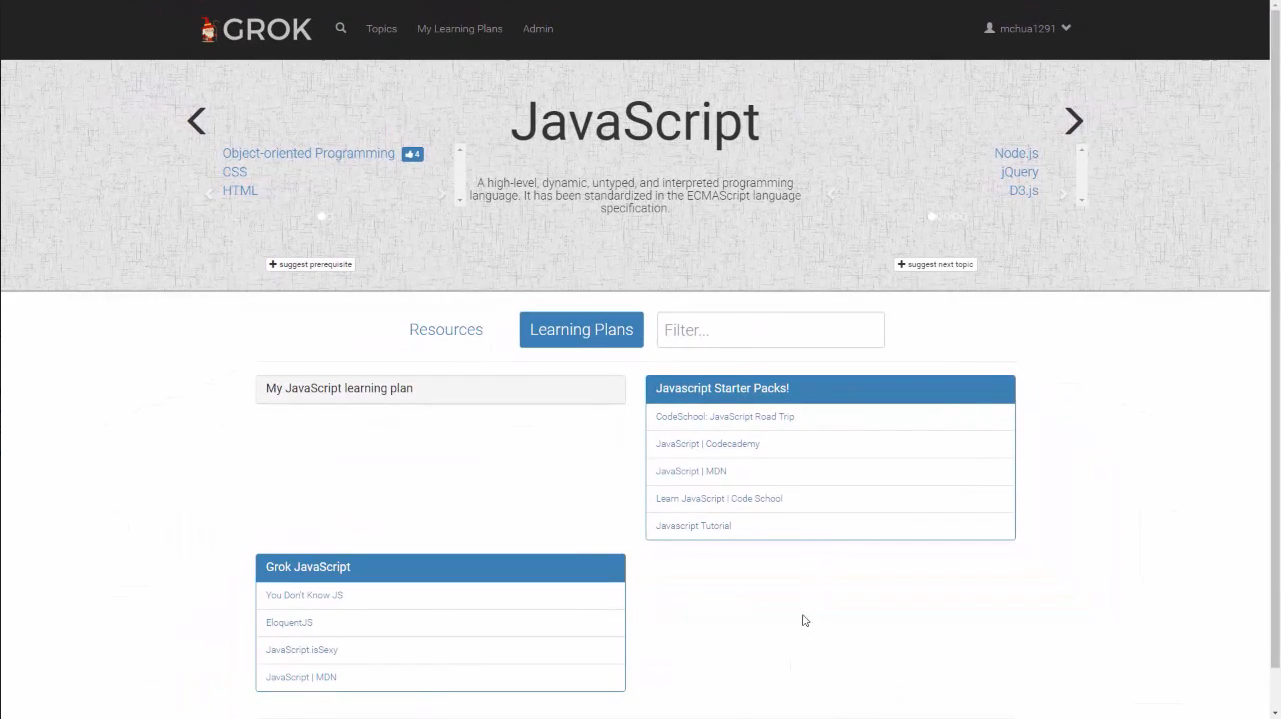 GROK
Topics
My Learning Plans
Admin
mchua1291
JavaScript
Object-oriented Programming 4
CSS
HTML
A high-level, dynamic, untyped, and interpreted programming
language. It has been standardized in the ECMAScript language
specification.
Node.js
jQuery
D3.js
suggest prerequisite
suggest next topic
Resources
Learning Plans
Filter...
My JavaScript learning plan
Javascript Starter Packs!
CodeSchool: JavaScript Road Trip
JavaScript | Codecademy
JavaScript | MDN
Learn JavaScript | Code School
Javascript Tutorial
Grok JavaScript
You Don't Know JS
EloquentJS
JavaScript.isSexy
JavaScript | MDN